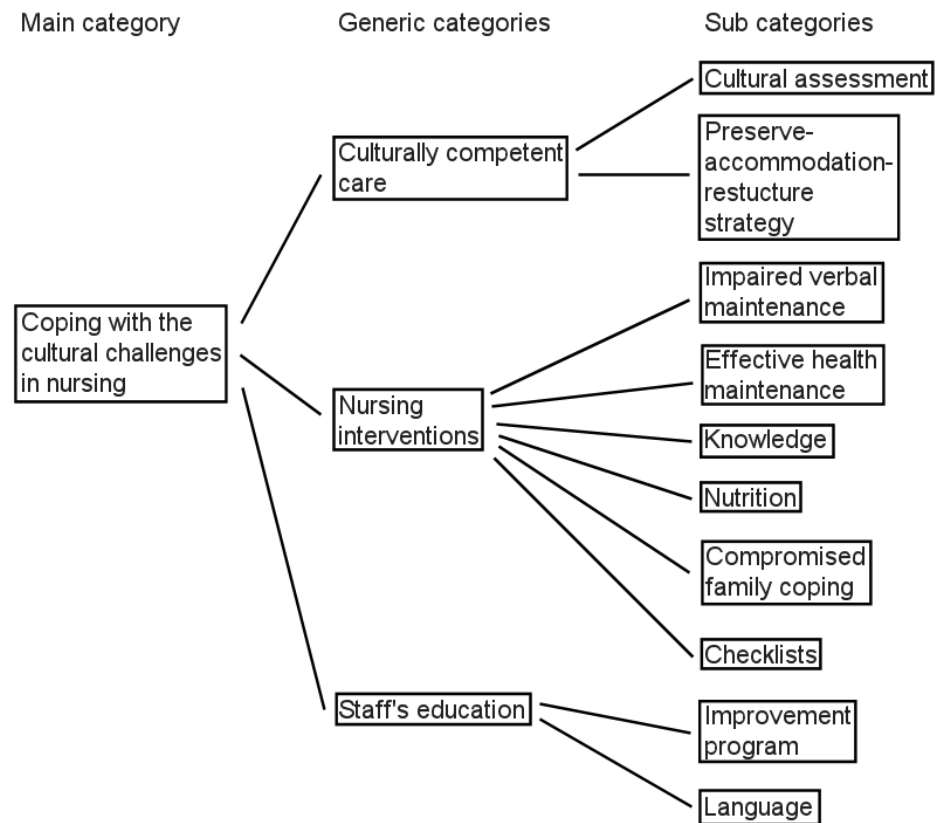 Main category
Generic categories
Sub categories
Cultural assessment
Culturally competent
care
Preserve-
accommodation-
restucture
strategy
Coping with the
cultural challenges
in nursing
Impaired verbal
maintenance
Effective health
maintenance
Nursing
interventions
Knowledge
Nutrition
Compromised
family coping
Checklists
Staff's education
Improvement
program
Language